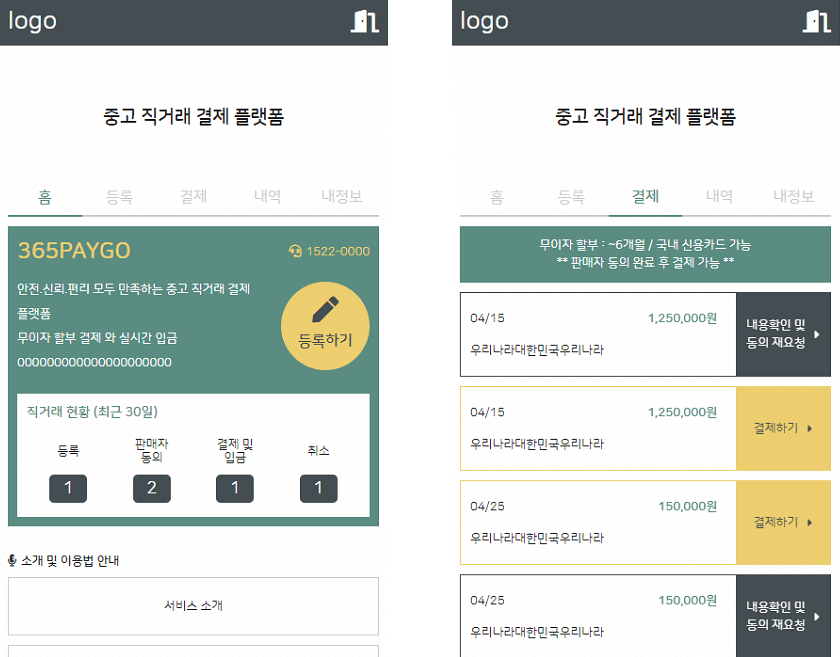 logo
중고 직거래 결제 플랫폼
홈 등록 결제 내역 내정보
365PAYGO 1522-0000
안전.신뢰.편리 모두 만족하는 중고 직거래 결제
플랫폼
무이자 할부 결제 와 실시간 입금
000000000000000000000
등록하기
직거래 현황 (최근 30일)
등록 판매자 동의 결제 및 입금 취소
1 2 1 1
소개 및 이용법 안내
서비스 소개
logo
중고 직거래 결제 플랫폼
홈 등록 결제 내역 내정보
무이자 할부 : ~6개월 / 국내 신용카드 가능
** 판매자 동의 완료 후 결제 가능 **
04/15 1,250,000원
우리나라대한민국우리나라
내용확인 및
동의 재요청
04/15 1,250,000원
우리나라대한민국우리나라
결제하기
04/25 150,000원
우리나라대한민국우리나라
결제하기
04/25 150,000원
우리나라대한민국우리나라
내용확인 및
동의 재요청